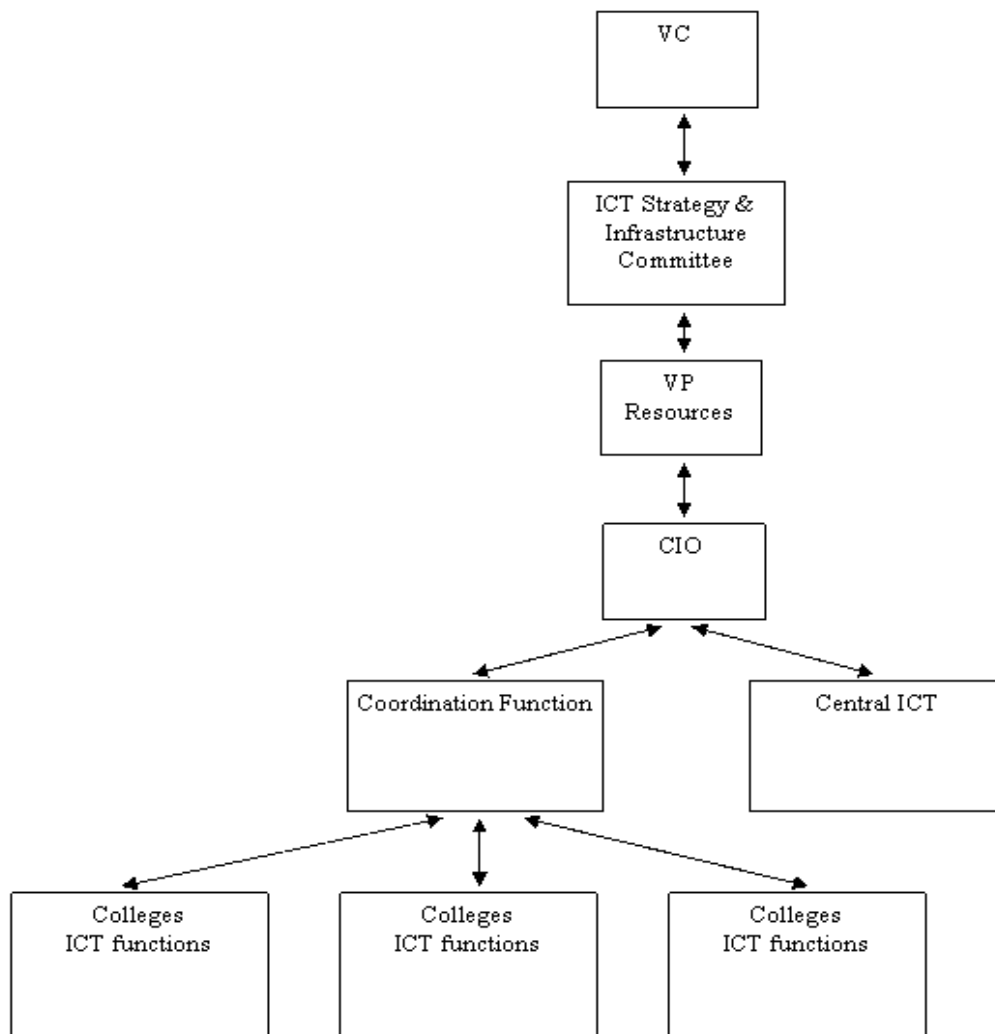 VC
ICT Strategy &
Infrastructure
Committee
VP
Resources
CIO
Coordination Function
Central ICT
Colleges
ICT functions
Colleges
ICT functions
Colleges
ICT functions